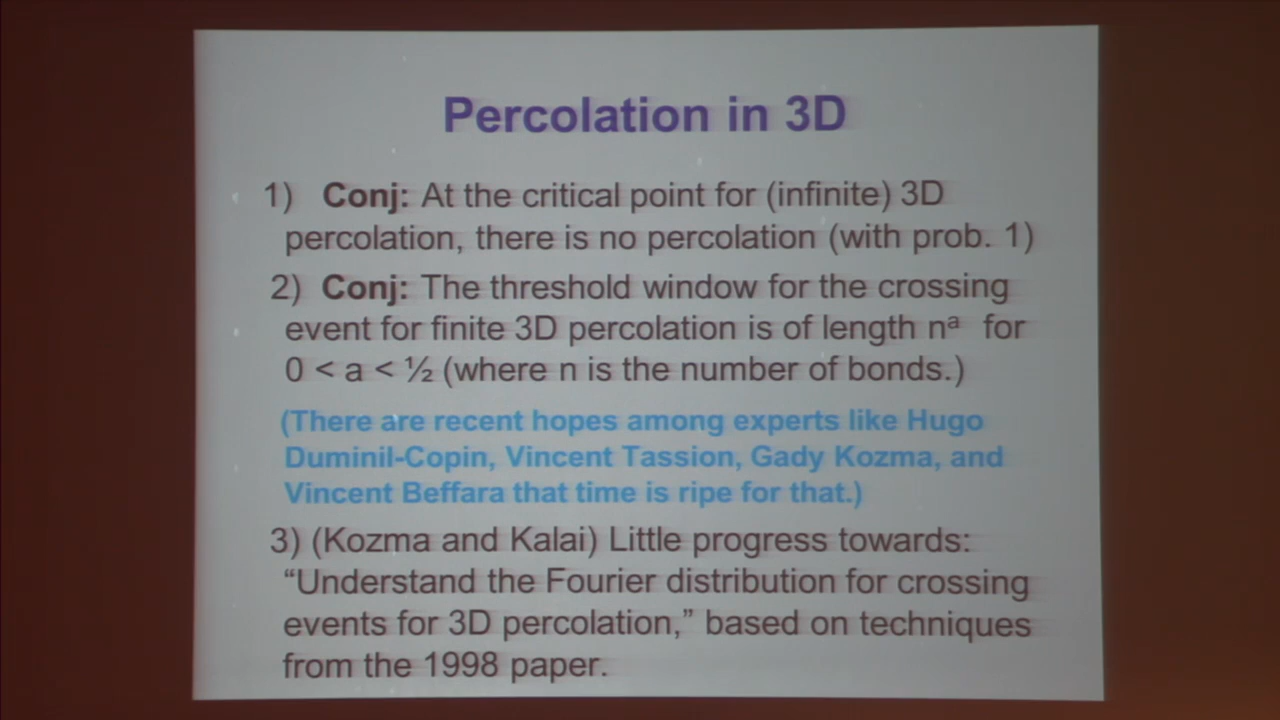 Percolation in 3D
1) Conj: At the critical point for (infinite) 3D
percolation, there is no percolation (with prob. 1)
2) Conj: The threshold window for the crossing
event for finite 3D percolation is of length nᵃ for
0 < a < ½ (where n is the number of bonds.)
(There are recent hopes among experts like Hugo
Duminil-Copin, Vincent Tassion, Gady Kozma, and
Vincent Beffara that time is ripe for that.)
3) (Kozma and Kalai) Little progress towards:
“Understand the Fourier distribution for crossing
events for 3D percolation,” based on techniques
from the 1998 paper.